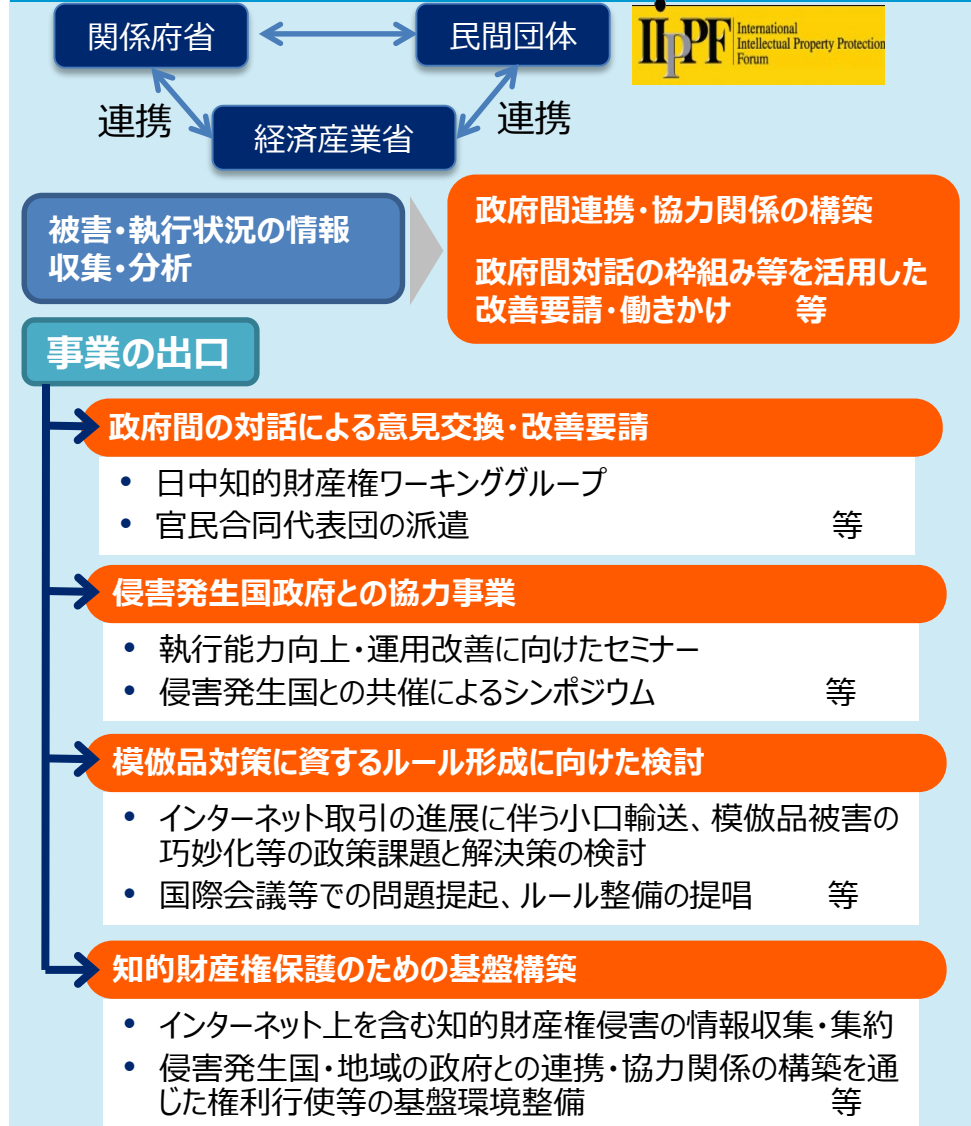 関係府省
民間団体
IIPPF
International
Intellectual Property Protection
Forum
連携
連携
経済産業省
被害・執行状況の情報
収集・分析
政府間連携・協力関係の構築
政府間対話の枠組み等を活用した
改善要請・働きかけ　　等
事業の出口
政府間の対話による意見交換・改善要請
• 日中知的財産権ワーキンググループ
• 官民合同代表団の派遣　　等
侵害発生国政府との協力事業
• 執行能力向上・運用改善に向けたセミナー
• 侵害発生国との共催によるシンポジウム　　等
模倣品対策に資するルール形成に向けた検討
• インターネット取引の進展に伴う小口輸送、模倣品被害の
巧妙化等の政策課題と解決策の検討
• 国際会議等での問題提起、ルール整備の提唱　　等
知的財産権保護のための基盤構築
• インターネット上を含む知的財産権侵害の情報収集・集約
• 侵害発生国・地域の政府との連携・協力関係の構築を通
じた権利行使等の基盤環境整備　　等